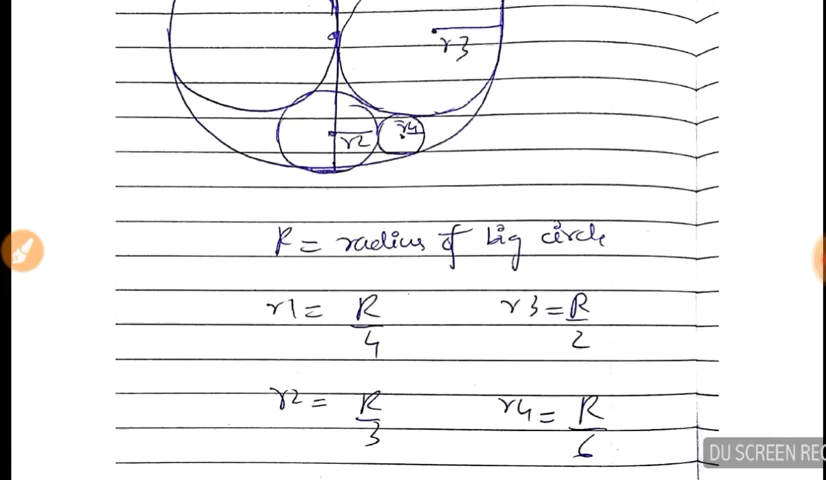 r3
r2 r4
R = radius of big circle
r1 = R/4 r3 = R/2
r2 = R/3 r4 = R/6
DU SCREEN REC